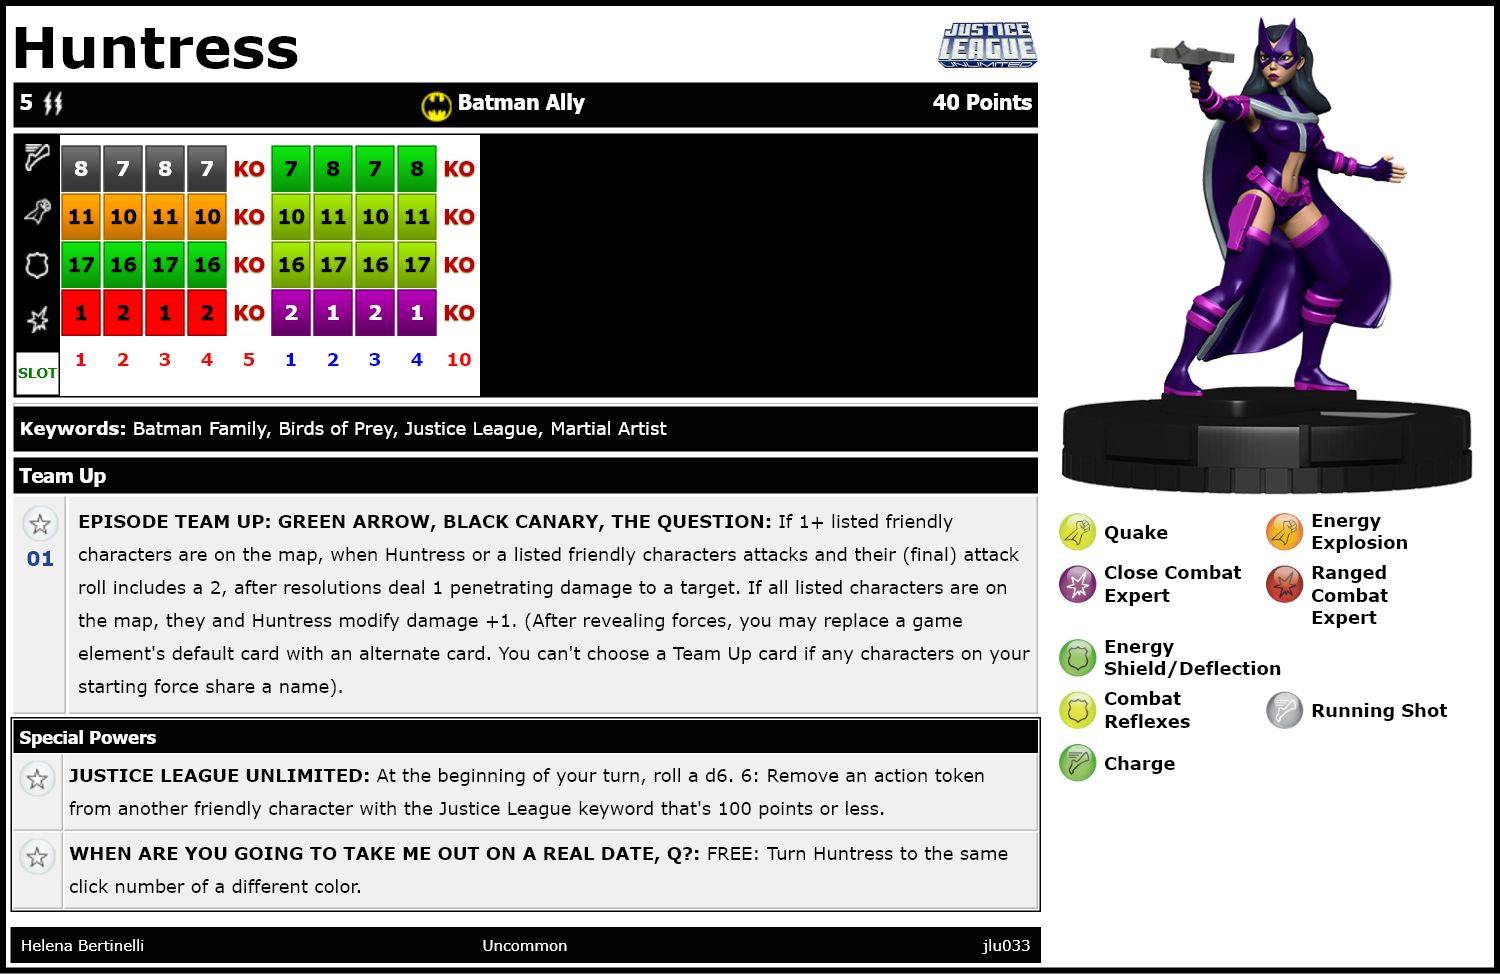 Huntress
JUSTICE
LEAGUE
UNLIMITED
5 Batman Ally 40 Points
8 7 8 7 KO 7 8 7 8 KO
11 10 11 10 KO 10 11 10 11 KO
17 16 17 16 KO 16 17 16 17 KO
1 2 1 2 KO 2 1 2 1 KO
SLOT 1 2 3 4 5 1 2 3 4 10
Keywords: Batman Family, Birds of Prey, Justice League, Martial Artist
Team Up
01
EPISODE TEAM UP: GREEN ARROW, BLACK CANARY, THE QUESTION: If 1+ listed friendly
characters are on the map, when Huntress or a listed friendly characters attacks and their (final) attack
roll includes a 2, after resolutions deal 1 penetrating damage to a target. If all listed characters are on
the map, they and Huntress modify damage +1. (After revealing forces, you may replace a game
element's default card with an alternate card. You can't choose a Team Up card if any characters on your
starting force share a name).
Special Powers
JUSTICE LEAGUE UNLIMITED: At the beginning of your turn, roll a d6. 6: Remove an action token
from another friendly character with the Justice League keyword that's 100 points or less.
WHEN ARE YOU GOING TO TAKE ME OUT ON A REAL DATE, Q?: FREE: Turn Huntress to the same
click number of a different color.
Helena Bertinelli Uncommon jlu033
Quake
Energy
Explosion
Close Combat
Expert
Ranged
Combat
Expert
Energy
Shield/Deflection
Combat
Reflexes
Running Shot
Charge